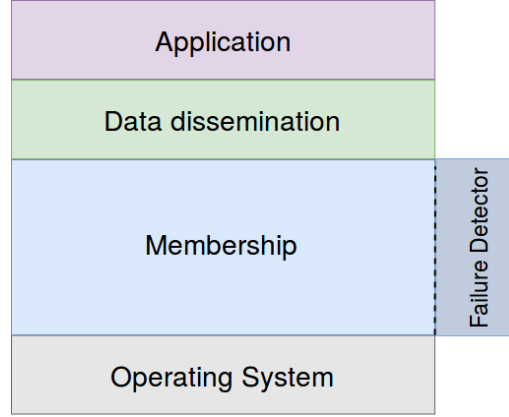 Application
Data dissemination
Membership
Failure Detector
Operating System